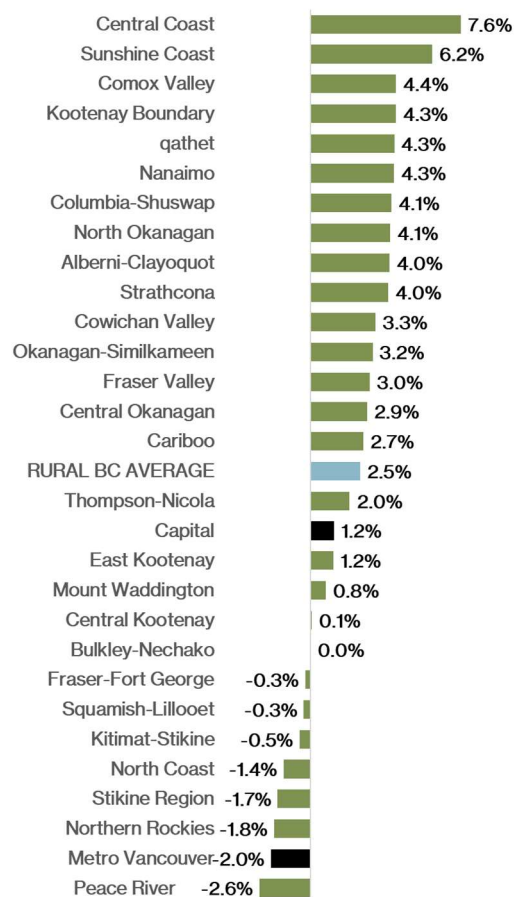 Central Coast 7.6%
Sunshine Coast 6.2%
Comox Valley 4.4%
Kootenay Boundary 4.3%
qathet 4.3%
Nanaimo 4.3%
Columbia-Shuswap 4.1%
North Okanagan 4.1%
Alberni-Clayoquot 4.0%
Strathcona 4.0%
Cowichan Valley 3.3%
Okanagan-Similkameen 3.2%
Fraser Valley 3.0%
Central Okanagan 2.9%
Cariboo 2.7%
RURAL BC AVERAGE 2.5%
Thompson-Nicola 2.0%
Capital 1.2%
East Kootenay 1.2%
Mount Waddington 0.8%
Central Kootenay 0.1%
Bulkley-Nechako 0.0%
Fraser-Fort George -0.3%
Squamish-Lillooet -0.3%
Kitimat-Stikine -0.5%
North Coast -1.4%
Stikine Region -1.7%
Northern Rockies -1.8%
Metro Vancouver -2.0%
Peace River -2.6%